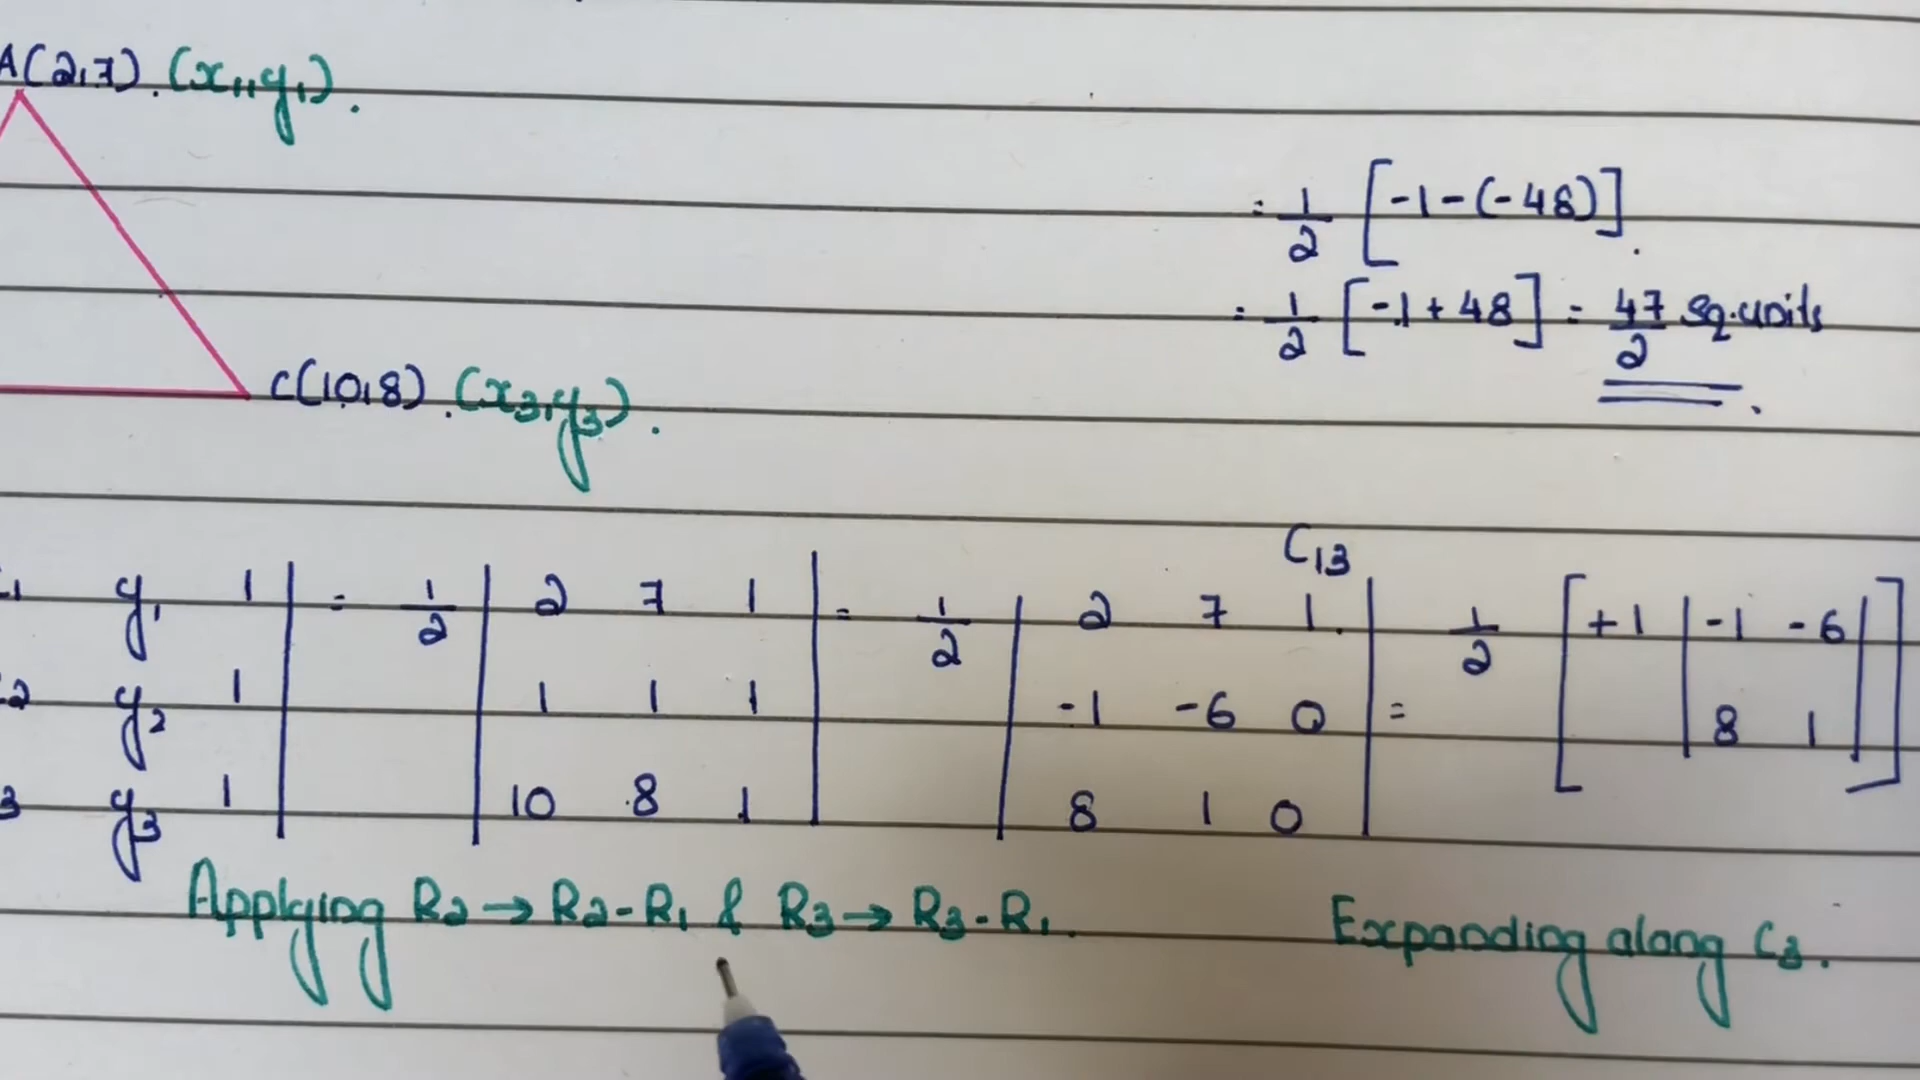 A(2,7). (x₁,y₁).
= 1/2 [-1-(-48)].
= 1/2 [-1+48] = 47/2 sq.units.
C(10,8). (x₃,y₃).
C₁₃
y₁ 1 | = 1/2 | 2 7 1 | = 1/2 | 2 7 1. | 1/2 [+1 | -1 -6 |]
2 y₂ 1 | | 1 1 1 | | -1 -6 0 | = [ | 8 1 |]
3 y₃ 1 | | 10 8 1 | | 8 1 0 |
Applying R₂→R₂-R₁ & R₃→R₃-R₁. Expanding along C₃.